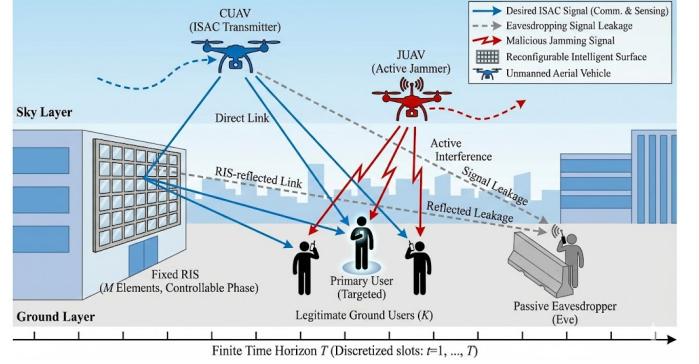 CUAV
(ISAC Transmitter)
JUAV
(Active Jammer)
Desired ISAC Signal (Comm. & Sensing)
Eavesdropping Signal Leakage
Malicious Jamming Signal
Reconfigurable Intelligent Surface
Unmanned Aerial Vehicle
Sky Layer
Direct Link
Active
Interference
RIS-reflected Link
Signal Leakage
Reflected Leakage
Fixed RIS
(M Elements, Controllable Phase)
Primary User
(Targeted)
Legitimate Ground Users (K)
Passive Eavesdropper
(Eve)
Ground Layer
Finite Time Horizon T (Discretized slots: t=1, ..., T)